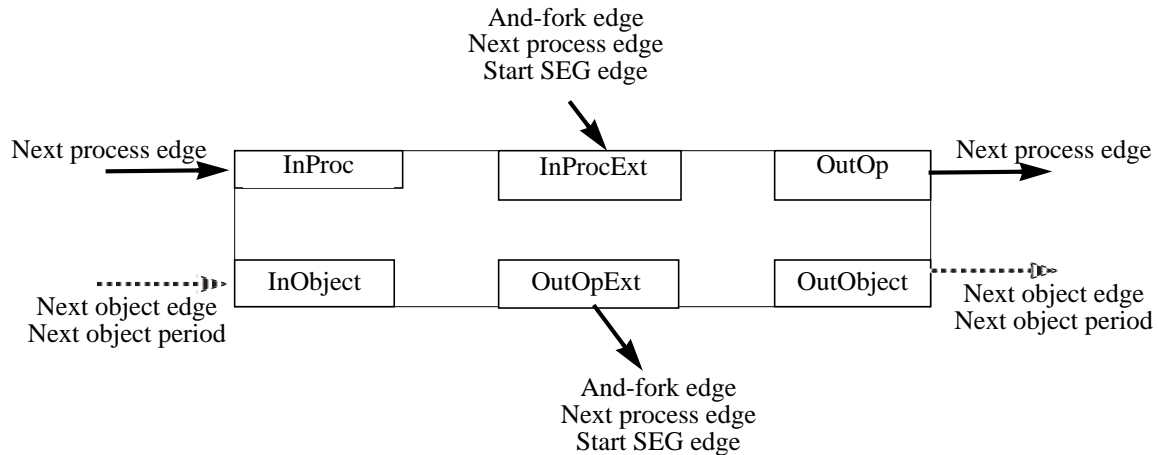 And-fork edge
Next process edge
Start SEG edge
Next process edge
InProc
InProcExt
OutOp
Next process edge
InObject
OutOpExt
OutObject
Next object edge
Next object period
Next object edge
Next object period
And-fork edge
Next process edge
Start SEG edge